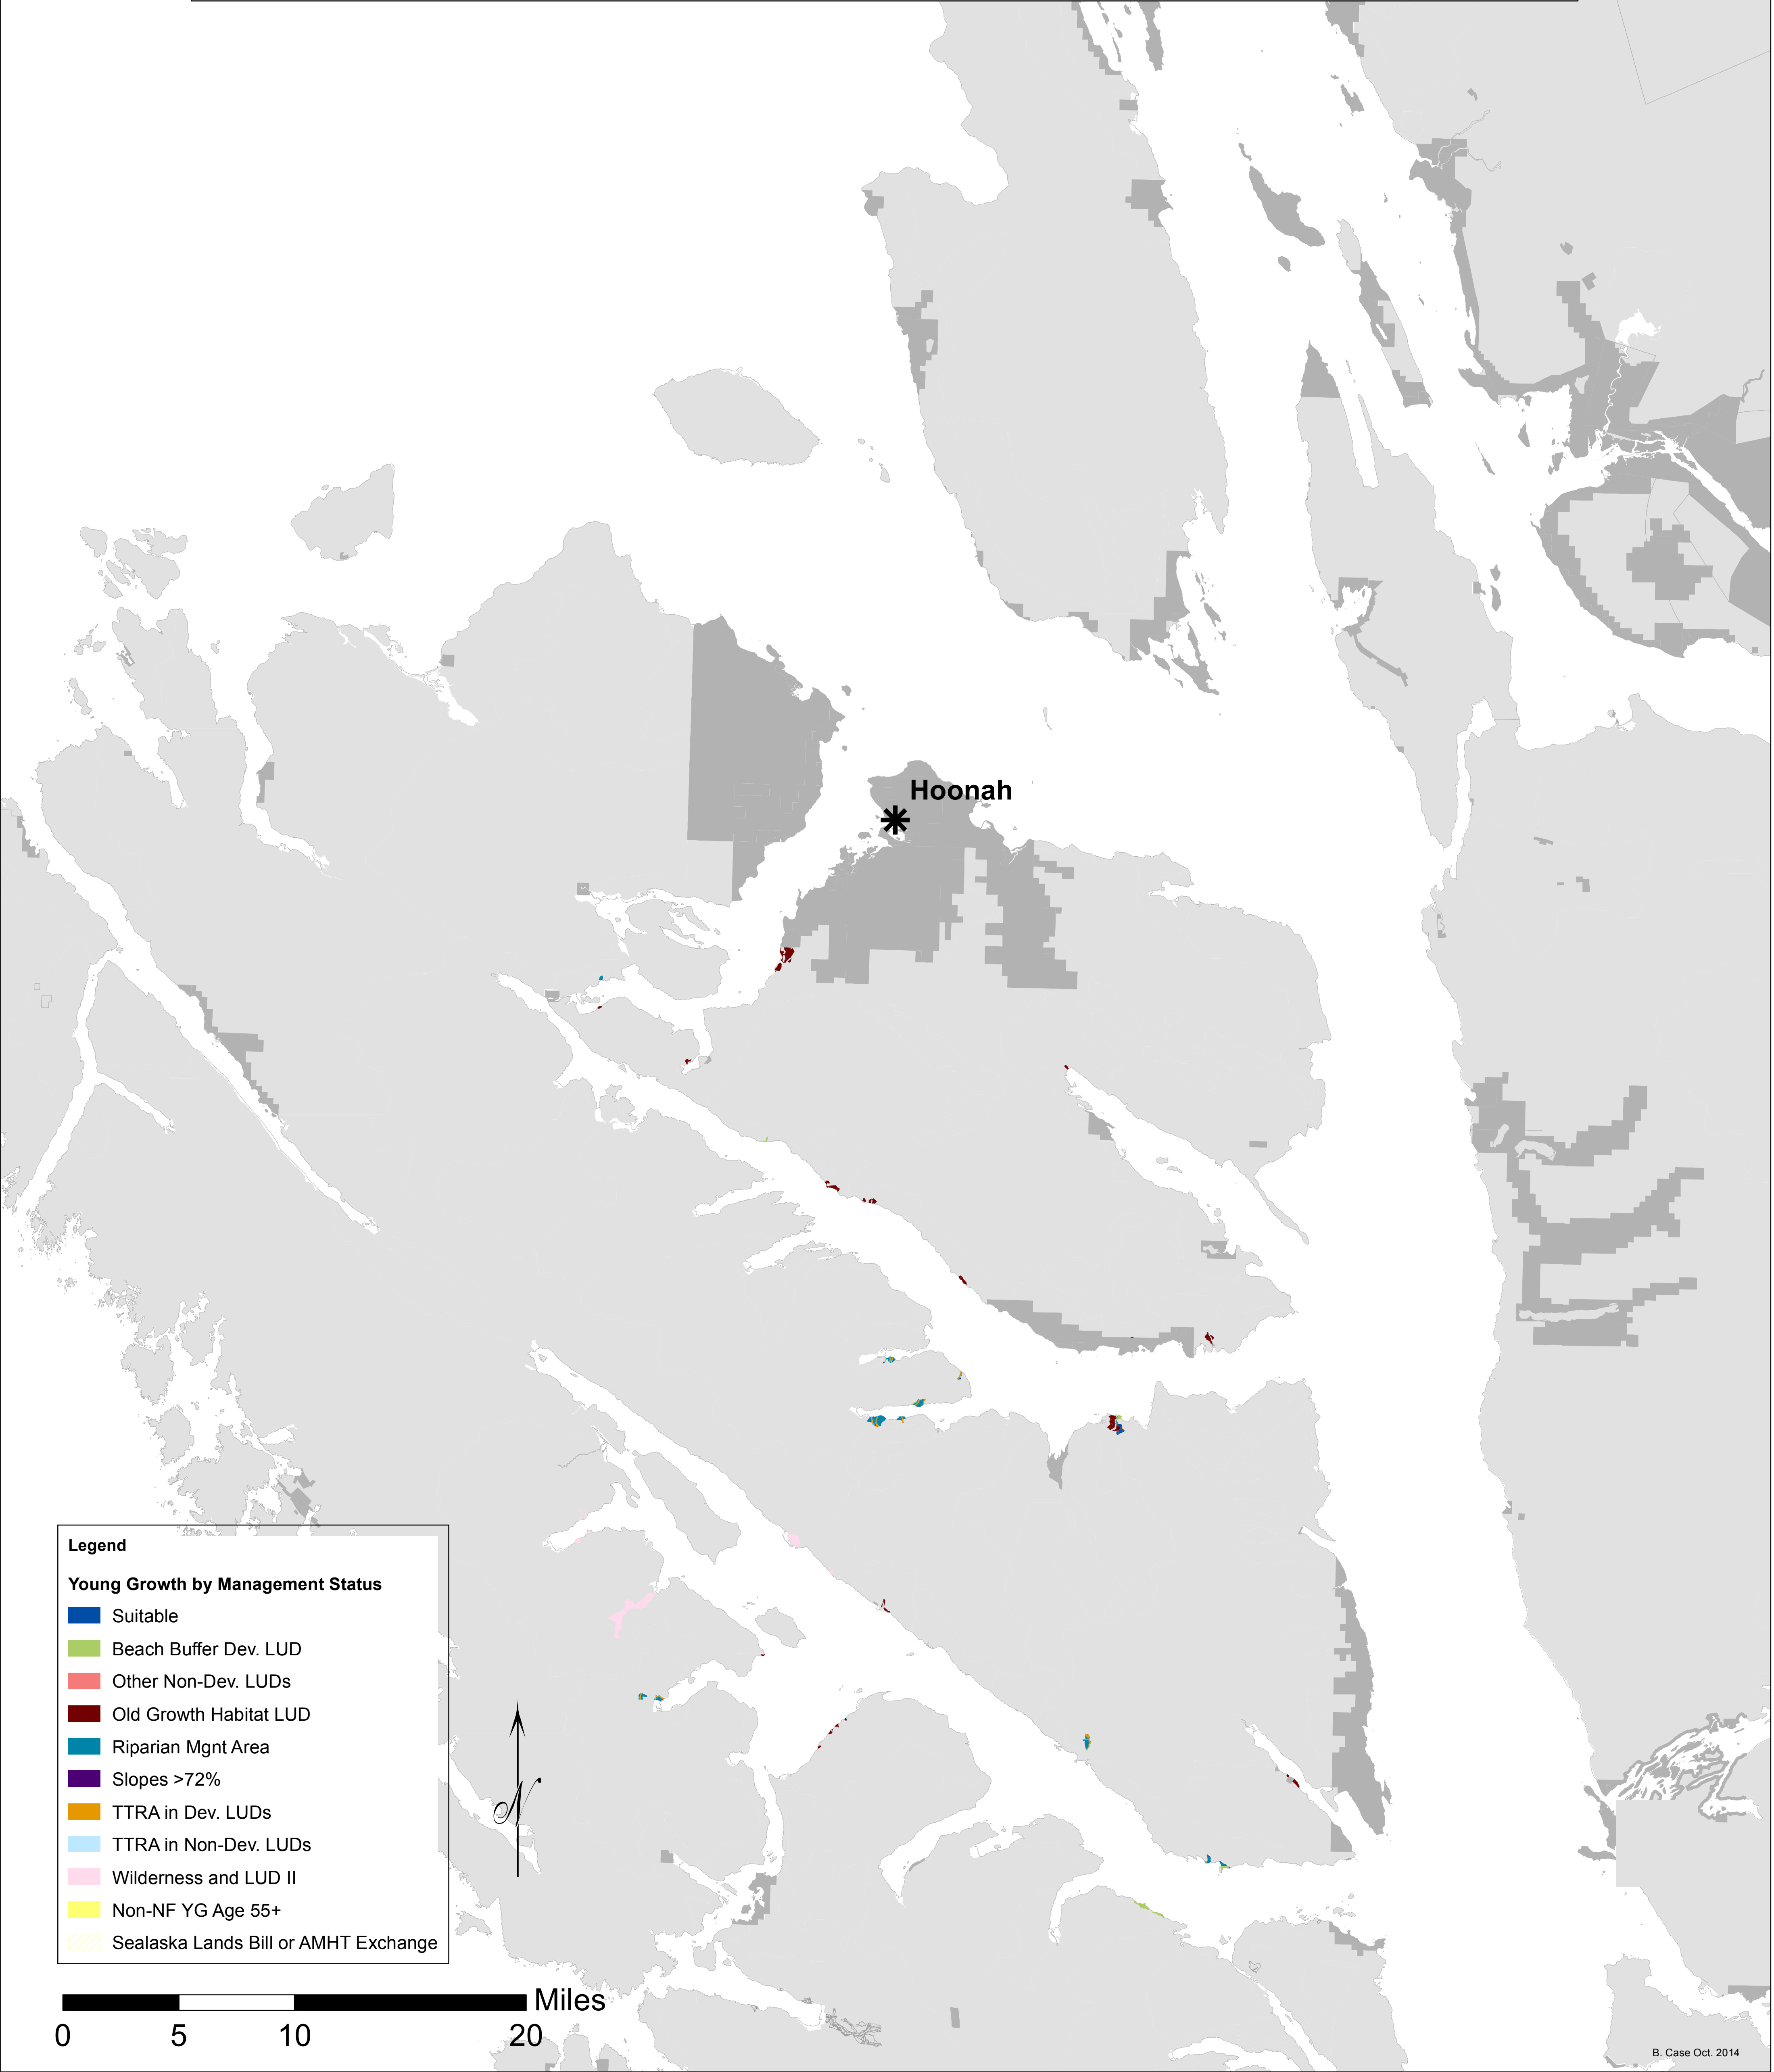 Hoonah
Legend
Young Growth by Management Status
Suitable
Beach Buffer Dev. LUD
Other Non-Dev. LUDs
Old Growth Habitat LUD
Riparian Mgnt Area
Slopes >72%
TTRA in Dev. LUDs
TTRA in Non-Dev. LUDs
Wilderness and LUD II
Non-NF YG Age 55+
Sealaska Lands Bill or AMHT Exchange
N
Miles
0 5 10 20
B. Case Oct. 2014